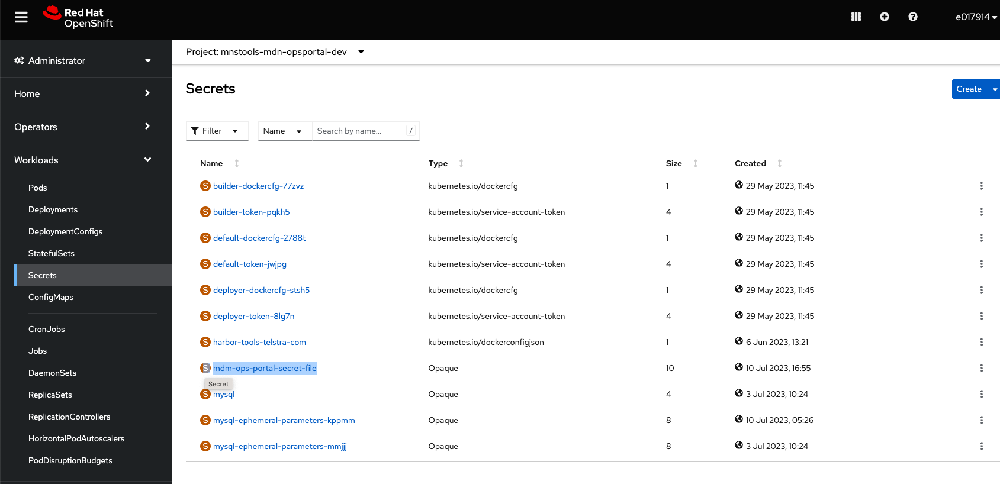 Red Hat
OpenShift
e017914
Administrator
Home
Operators
Workloads
Pods
Deployments
DeploymentConfigs
StatefulSets
Secrets
ConfigMaps
CronJobs
Jobs
DaemonSets
ReplicaSets
ReplicationControllers
HorizontalPodAutoscalers
PodDisruptionBudgets
Project: mnstools-mdn-opsportal-dev
Secrets
Create
Filter Name Search by name... /
Name Type Size Created
S builder-dockercfg-77zvz kubernetes.io/dockercfg 1 29 May 2023, 11:45
S builder-token-pqkh5 kubernetes.io/service-account-token 4 29 May 2023, 11:45
S default-dockercfg-2788t kubernetes.io/dockercfg 1 29 May 2023, 11:45
S default-token-jwjpg kubernetes.io/service-account-token 4 29 May 2023, 11:45
S deployer-dockercfg-stsh5 kubernetes.io/dockercfg 1 29 May 2023, 11:45
S deployer-token-8lg7n kubernetes.io/service-account-token 4 29 May 2023, 11:45
S harbor-tools-telstra-com kubernetes.io/dockerconfigjson 1 6 Jun 2023, 13:21
S mdm-ops-portal-secret-file Opaque 10 10 Jul 2023, 16:55
Secret
S mysql Opaque 4 3 Jul 2023, 10:24
S mysql-ephemeral-parameters-kppmm Opaque 8 10 Jul 2023, 05:26
S mysql-ephemeral-parameters-mmjjj Opaque 8 3 Jul 2023, 10:24